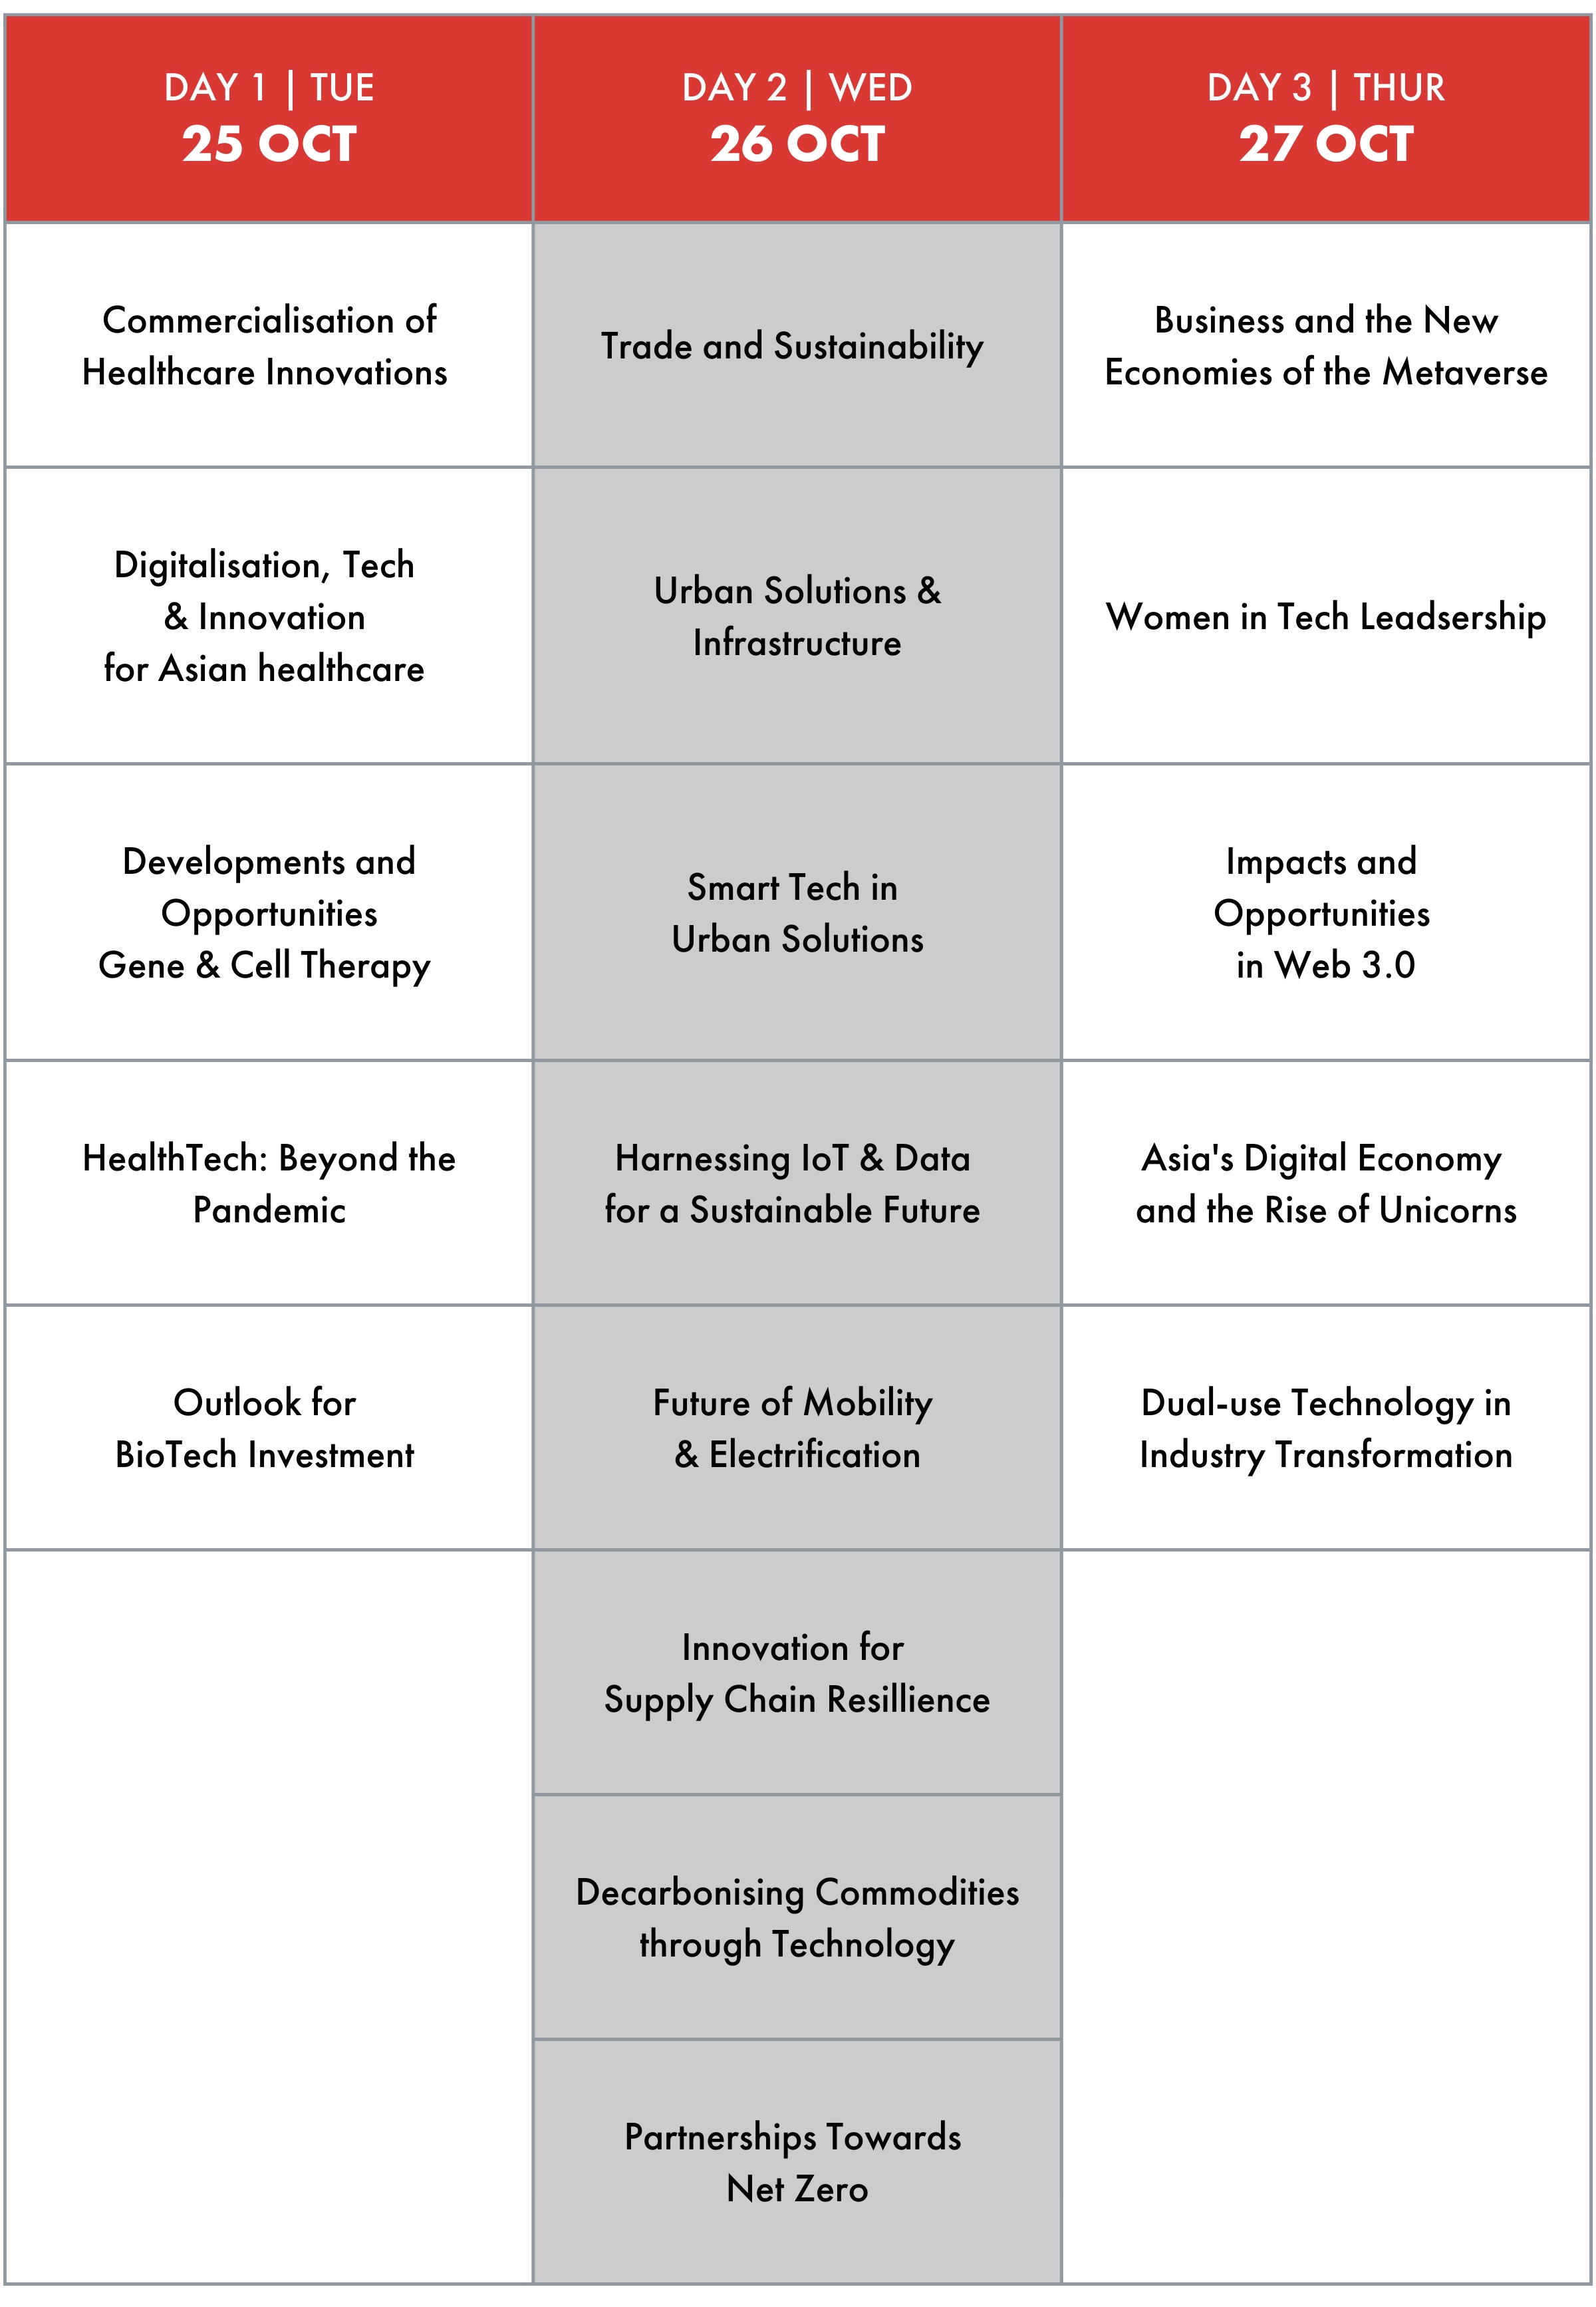 DAY 1 | TUE
25 OCT
DAY 2 | WED
26 OCT
DAY 3 | THUR
27 OCT
Commercialisation of
Healthcare Innovations
Trade and Sustainability
Business and the New
Economies of the Metaverse
Digitalisation, Tech
& Innovation
for Asian healthcare
Urban Solutions &
Infrastructure
Women in Tech Leadsership
Developments and
Opportunities
Gene & Cell Therapy
Smart Tech in
Urban Solutions
Impacts and
Opportunities
in Web 3.0
HealthTech: Beyond the
Pandemic
Harnessing IoT & Data
for a Sustainable Future
Asia's Digital Economy
and the Rise of Unicorns
Outlook for
BioTech Investment
Future of Mobility
& Electrification
Dual-use Technology in
Industry Transformation
Innovation for
Supply Chain Resillience
Decarbonising Commodities
through Technology
Partnerships Towards
Net Zero